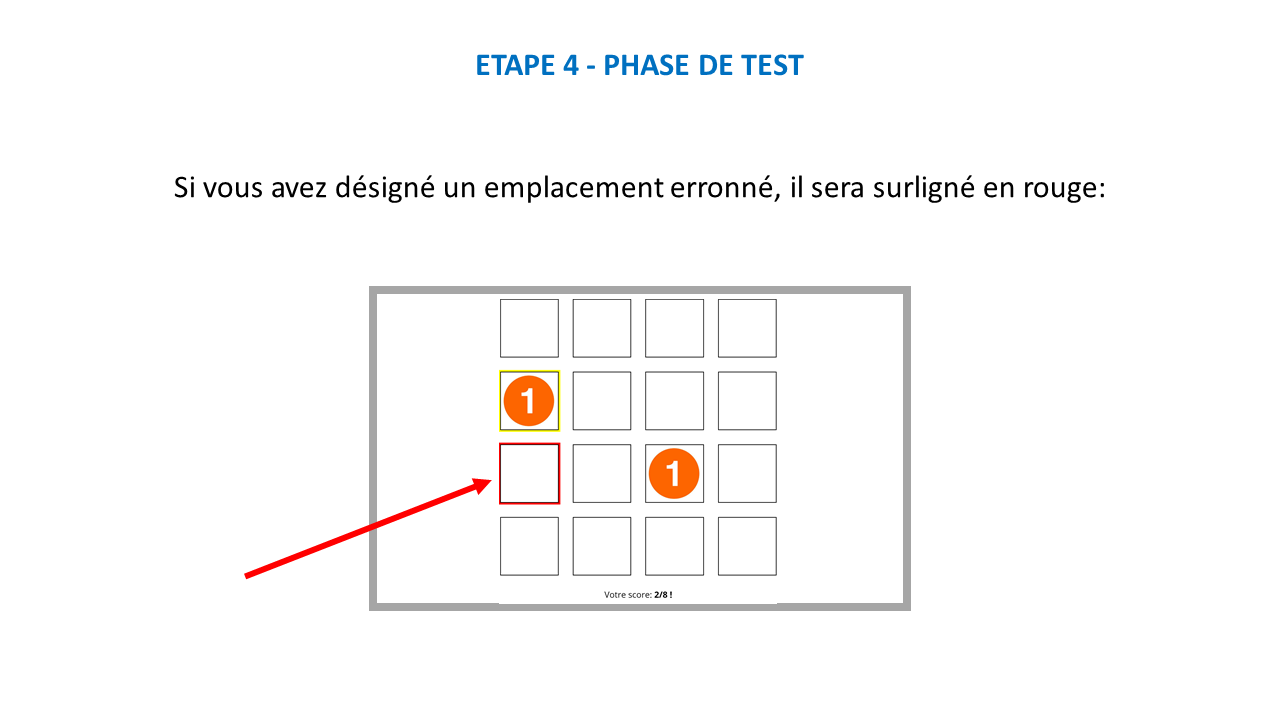 ETAPE 4 - PHASE DE TEST
Si vous avez désigné un emplacement erronné, il sera surligné en rouge:
1
1
Votre score: 2/8 !